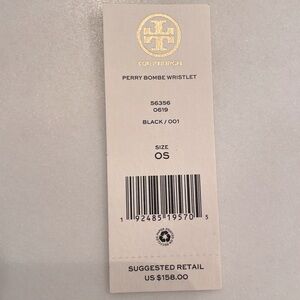 TORY BURCH
PERRY BOMBE WRISTLET
56356
0619
BLACK / 001
SIZE
OS
1 92485 19570 5
SUGGESTED RETAIL
US $158.00